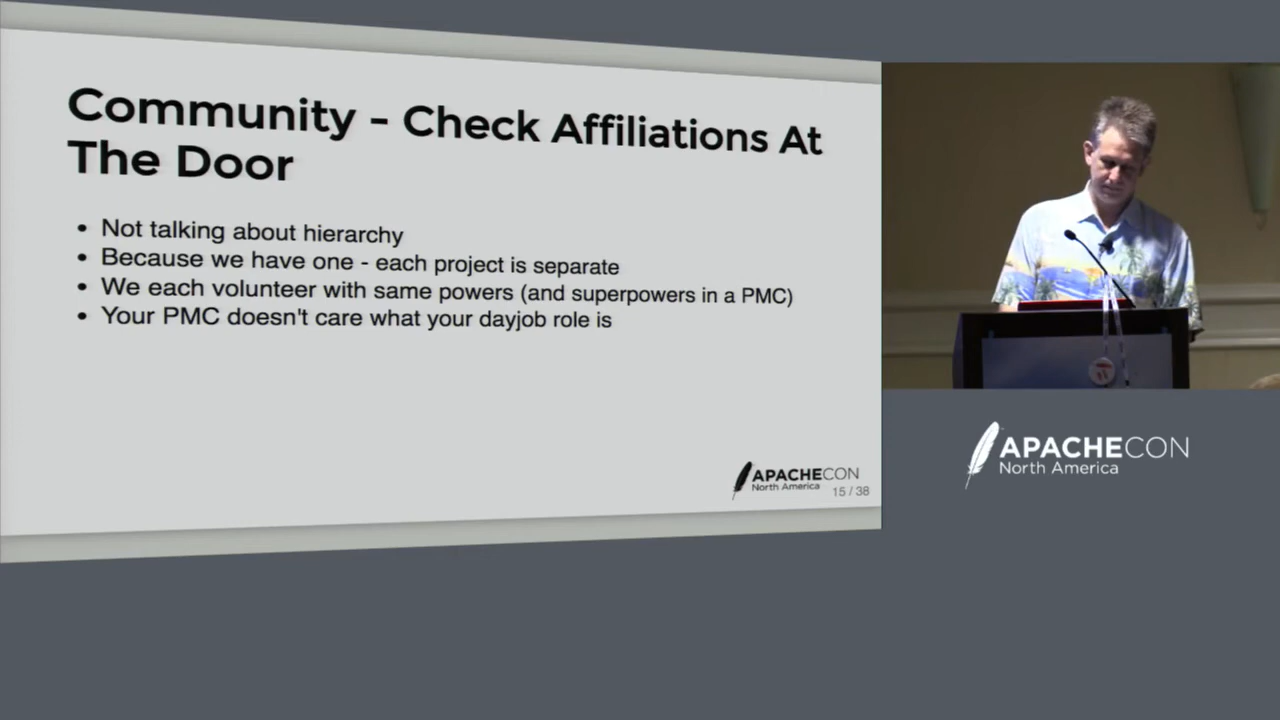 Community - Check Affiliations At
The Door
• Not talking about hierarchy
• Because we have one - each project is separate
• We each volunteer with same powers (and superpowers in a PMC)
• Your PMC doesn't care what your dayjob role is
APACHECON
North America
15 / 38
APACHECON
North America